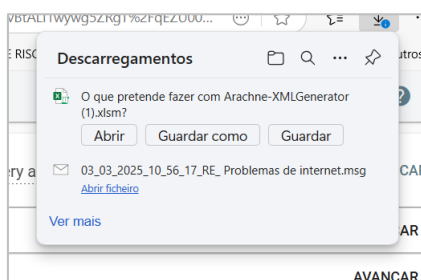 Descarregamentos
O que pretende fazer com Arachne-XMLGenerator
(1).xlsm?
Abrir Guardar como Guardar
03_03_2025_10_56_17_RE_ Problemas de internet.msg
Abrir ficheiro
Ver mais
AVANÇAR